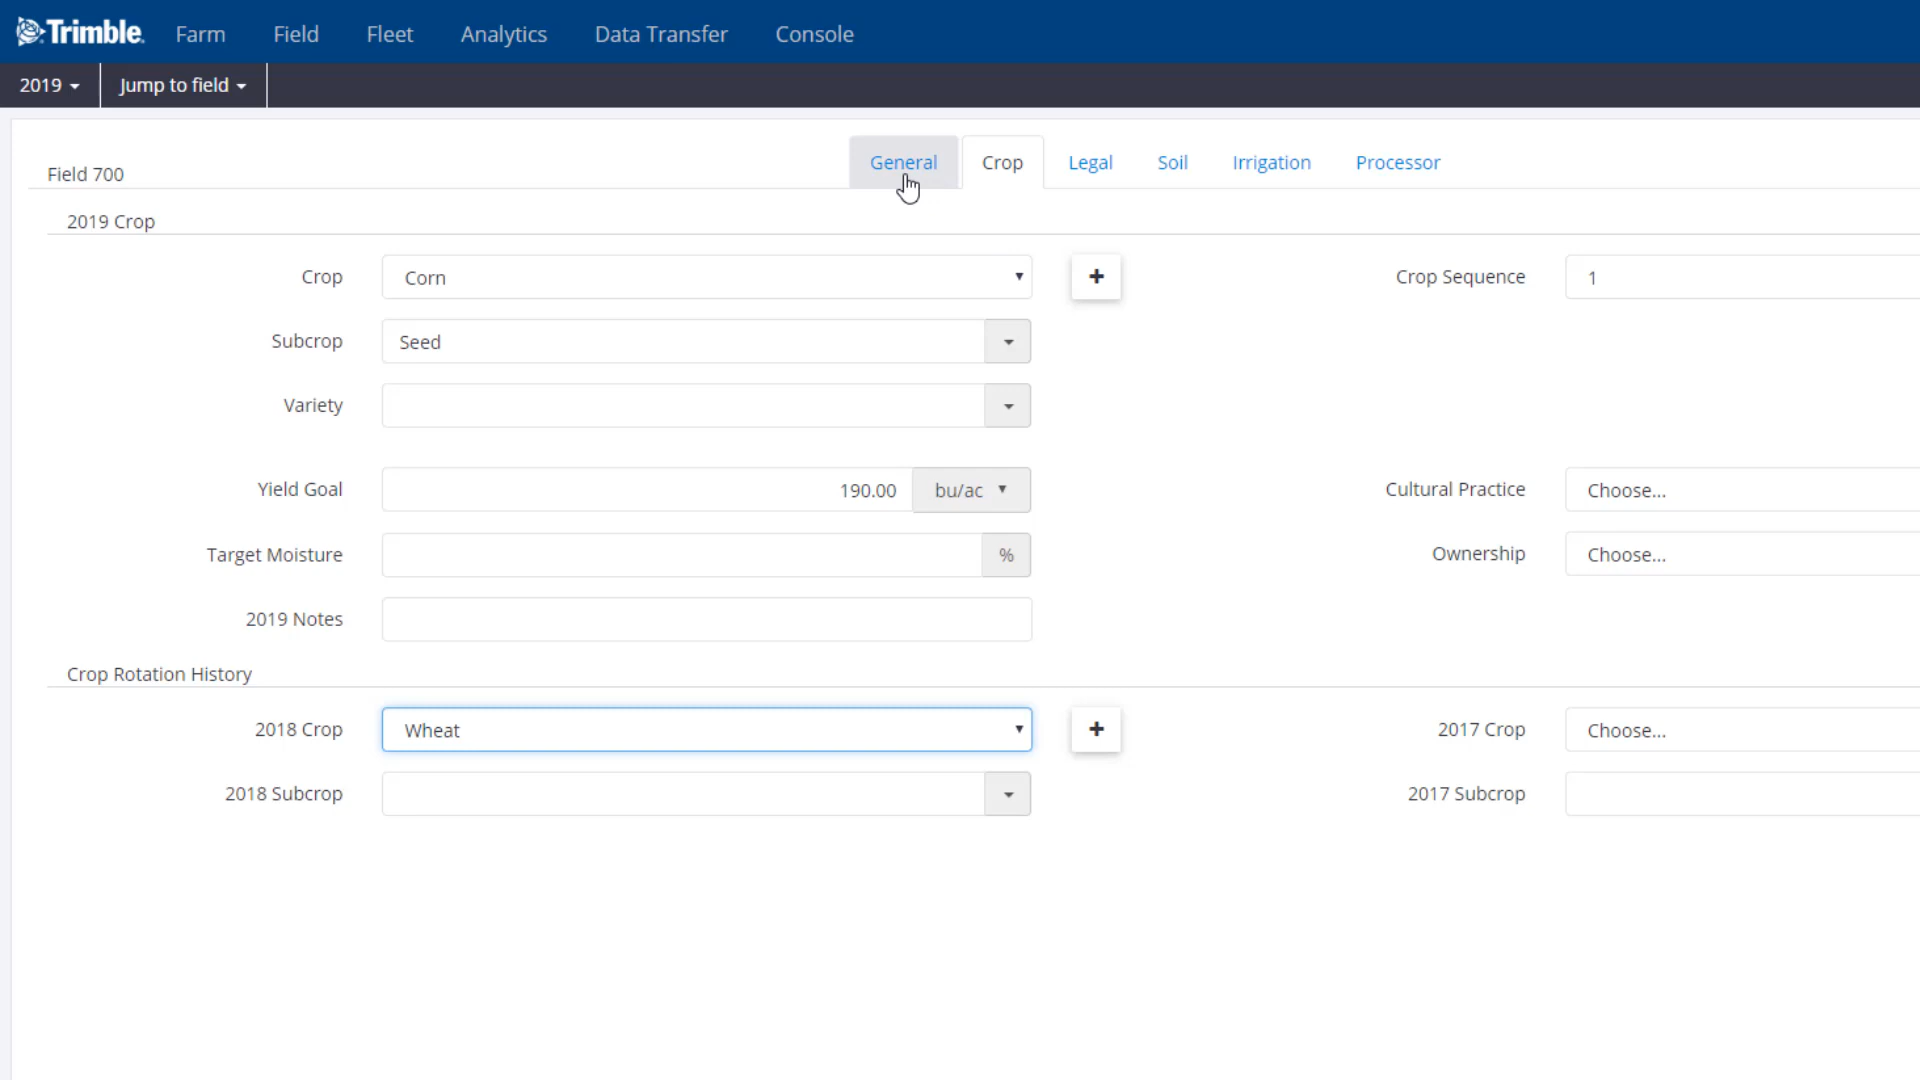 Trimble. Farm Field Fleet Analytics Data Transfer Console
2019 Jump to field
Field 700 General Crop Legal Soil Irrigation Processor
2019 Crop
Crop Corn + Crop Sequence 1
Subcrop Seed
Variety
Yield Goal 190.00 bu/ac Cultural Practice Choose...
Target Moisture % Ownership Choose...
2019 Notes
Crop Rotation History
2018 Crop Wheat + 2017 Crop Choose...
2018 Subcrop 2017 Subcrop